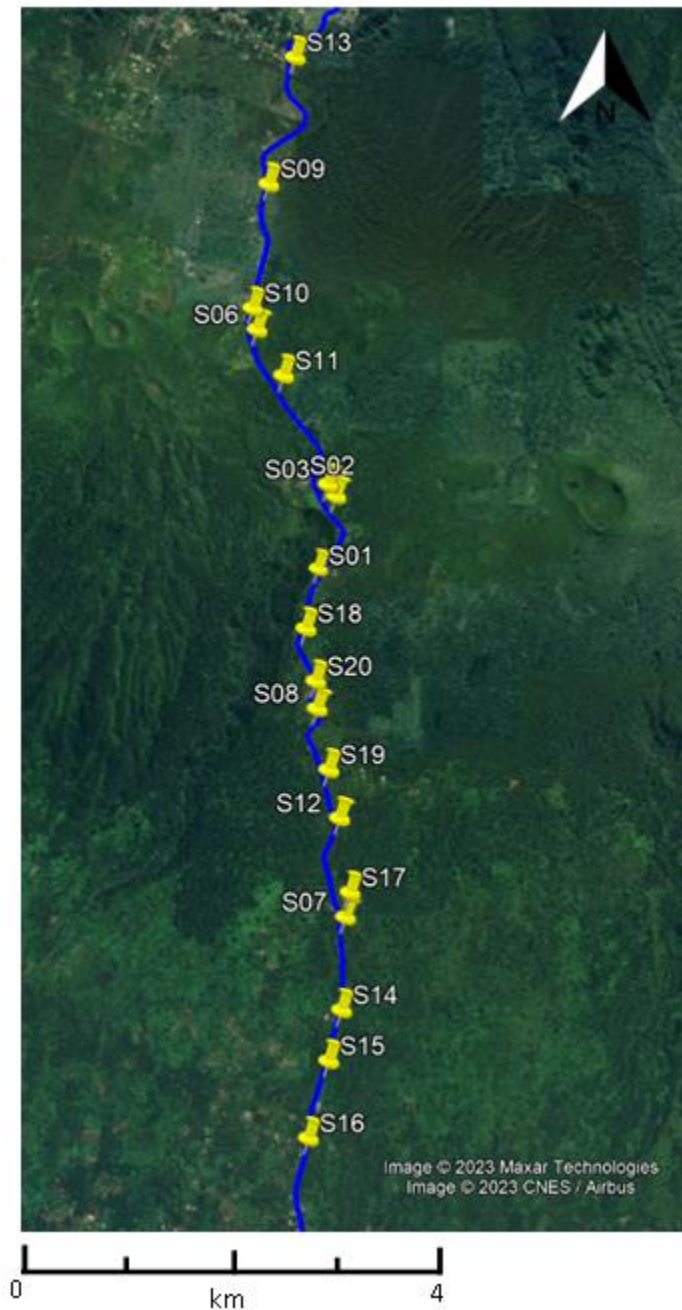 S13
N
S09
S10
S06
S11
S03 S02
S01
S18
S20
S08
S19
S12
S17
S07
S14
S15
S16
Image © 2023 Maxar Technologies
Image © 2023 CNES / Airbus
0 4
km